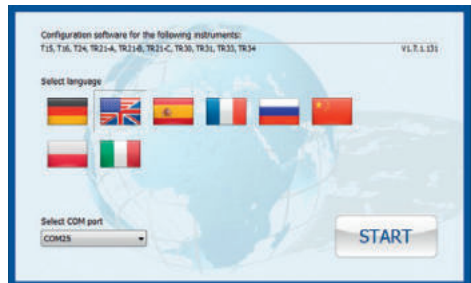 Configuration software for the following instruments:
T15, T16, T24, TR21-A, TR21-B, TR21-C, TR30, TR31, TR33, TR34
V1.7.1.131
Select language
Select COM port
COM25
START